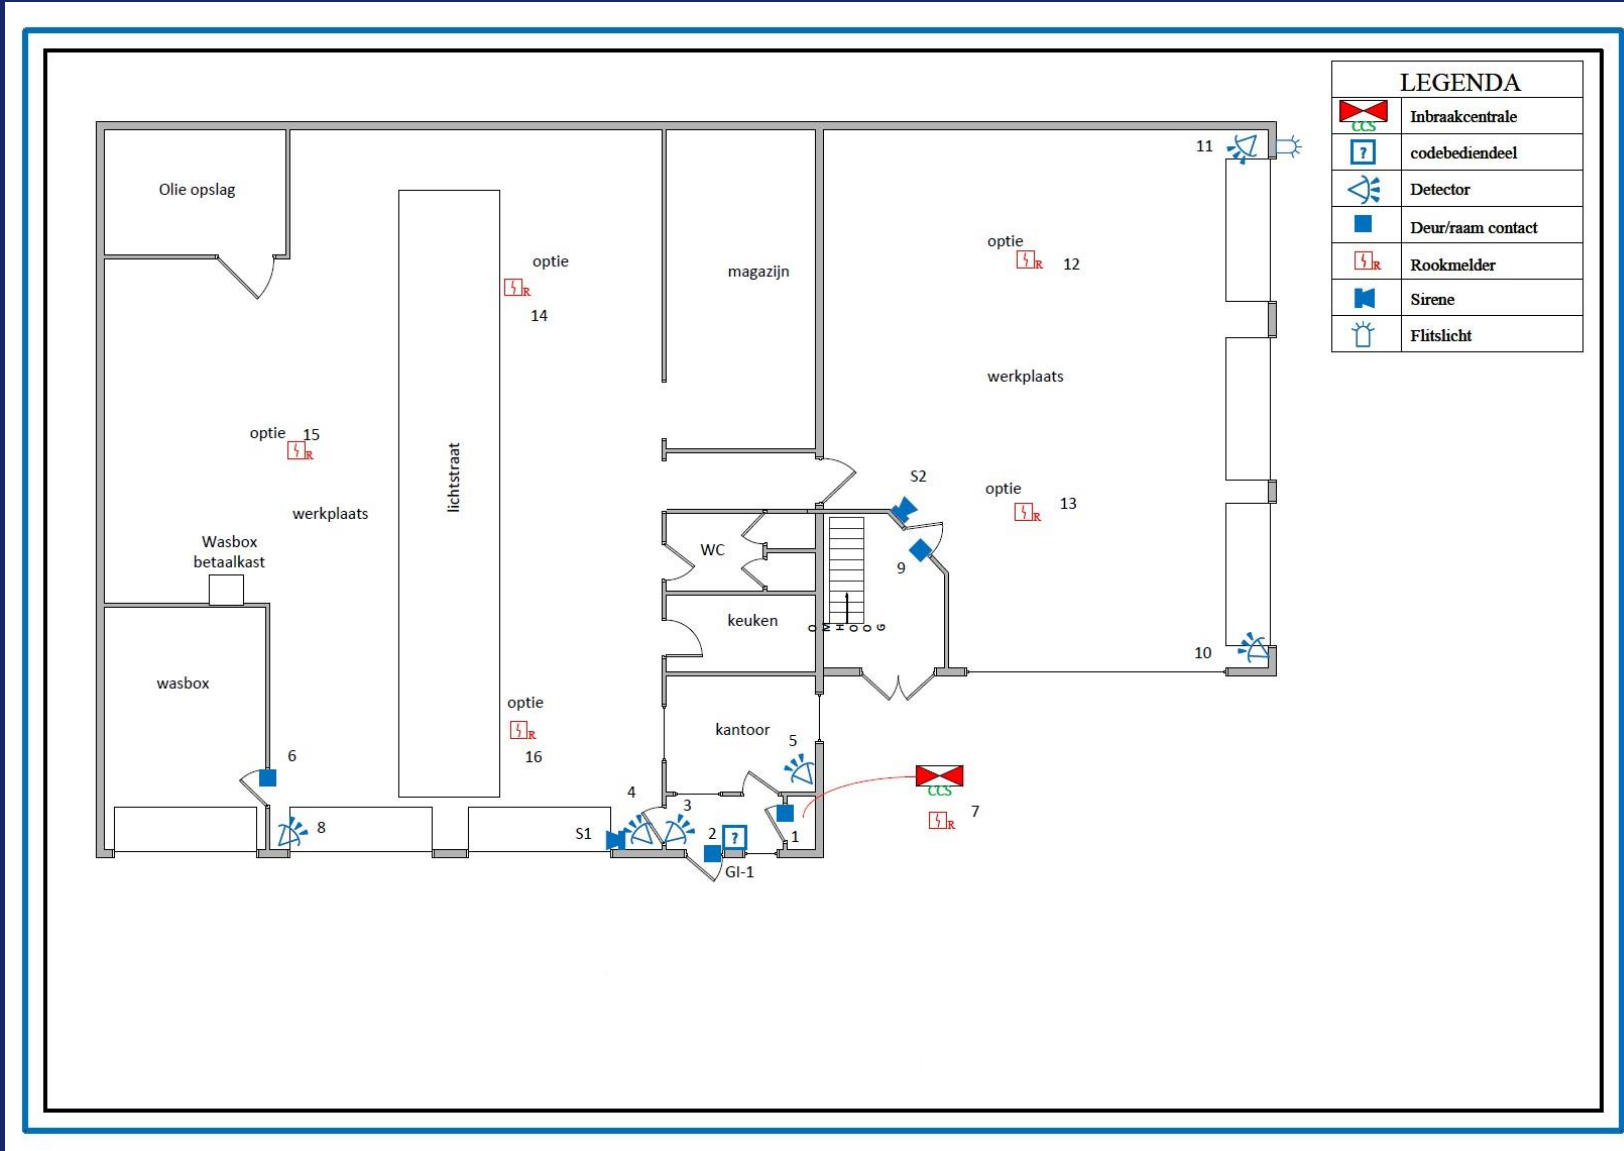 LEGENDA
CCS Inbraakcentrale
? codebediendeel
Detector
Deur/raam contact
R Rookmelder
Sirene
Flitslicht
11
Olie opslag
optie
R 12
optie
R
14
magazijn
werkplaats
optie 15
R
lichtstraat
werkplaats
S2
optie
R 13
Wasbox
betaalkast
WC
9
keuken
OMHOOG
10
wasbox
optie
R
16
kantoor
5
6
CCS
R 7
4
3
8
S1
2
?
1
GI-1